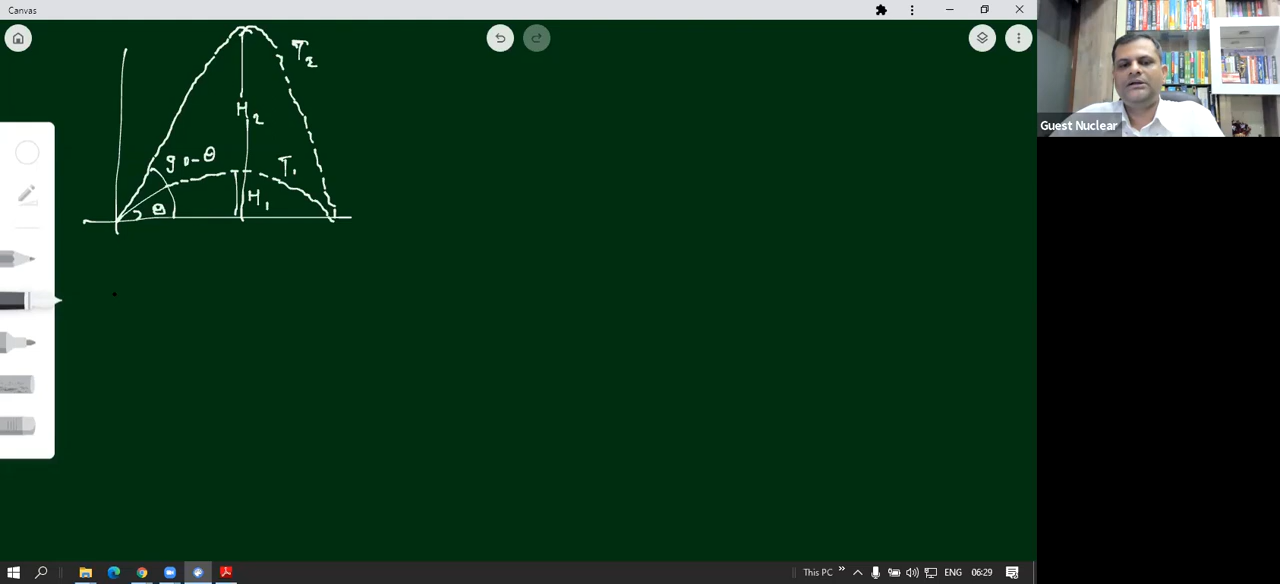 Canvas
T2
H2
90-θ
T1
H1
θ
Guest Nuclear
This PC
ENG
06:29